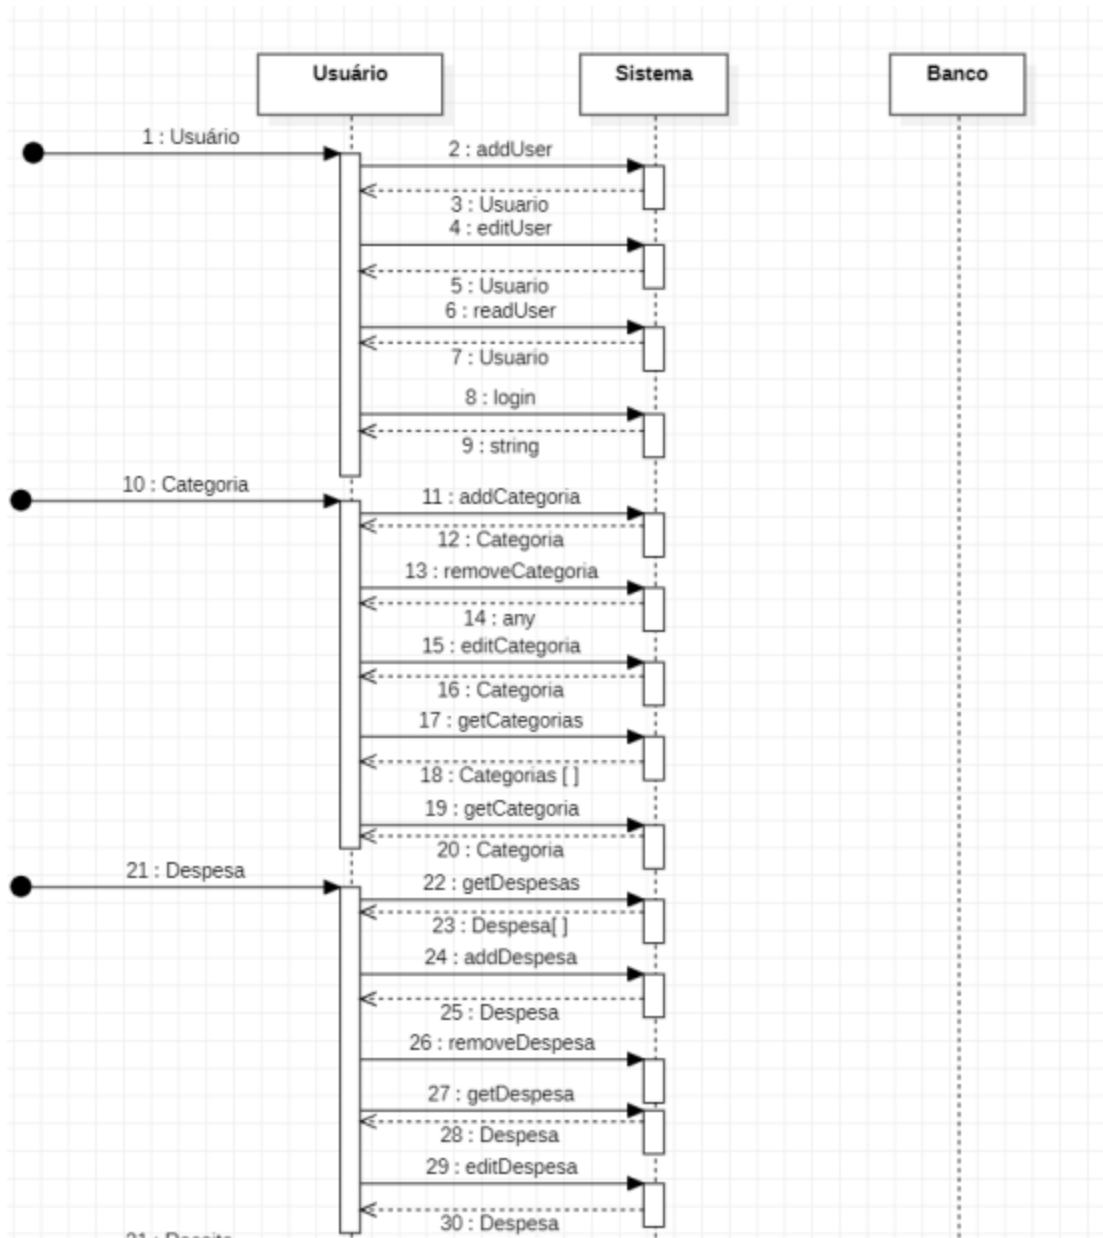 Usuário
Sistema
Banco
1 : Usuário
2 : addUser
3 : Usuario
4 : editUser
5 : Usuario
6 : readUser
7 : Usuario
8 : login
9 : string
10 : Categoria
11 : addCategoria
12 : Categoria
13 : removeCategoria
14 : any
15 : editCategoria
16 : Categoria
17 : getCategorias
18 : Categorias [ ]
19 : getCategoria
20 : Categoria
21 : Despesa
22 : getDespesas
23 : Despesa[ ]
24 : addDespesa
25 : Despesa
26 : removeDespesa
27 : getDespesa
28 : Despesa
29 : editDespesa
30 : Despesa